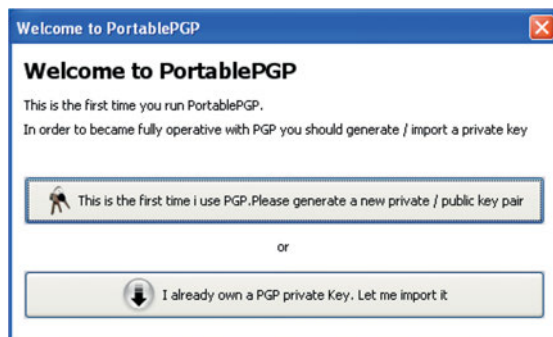 Welcome to PortablePGP
Welcome to PortablePGP
This is the first time you run PortablePGP.
In order to became fully operative with PGP you should generate / import a private key
This is the first time i use PGP.Please generate a new private / public key pair
or
I already own a PGP private Key. Let me import it